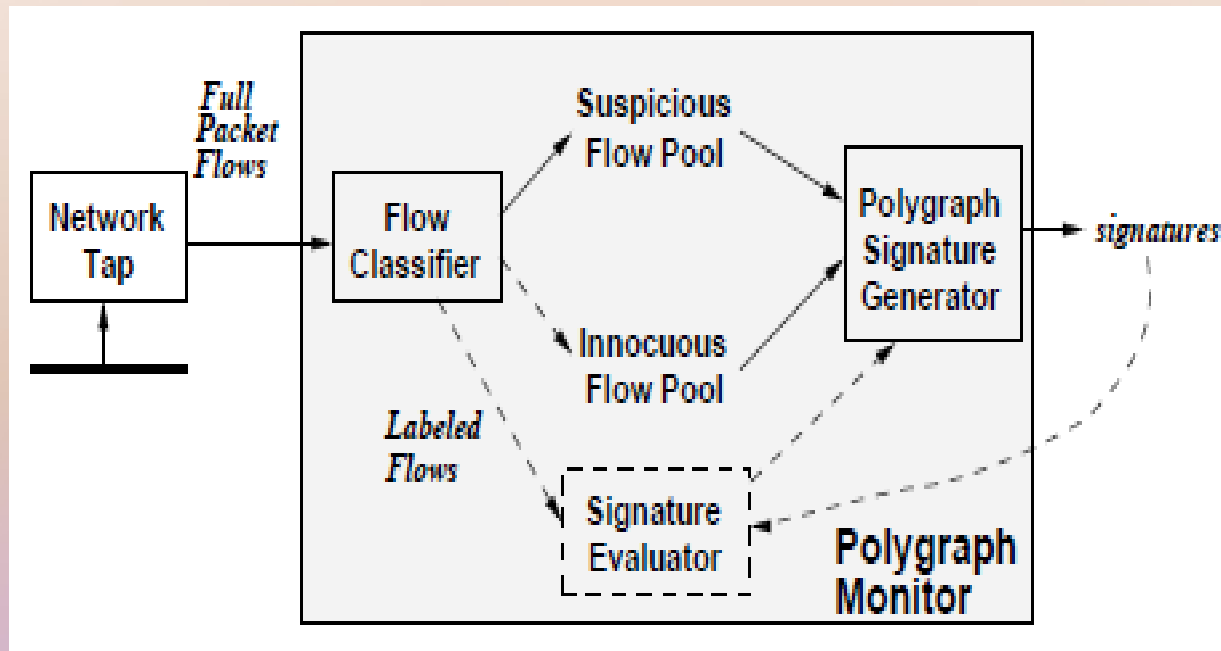 Full
Packet
Flows
Network
Tap
Flow
Classifier
Suspicious
Flow Pool
Innocuous
Flow Pool
Polygraph
Signature
Generator
signatures
Labeled
Flows
Signature
Evaluator
Polygraph
Monitor